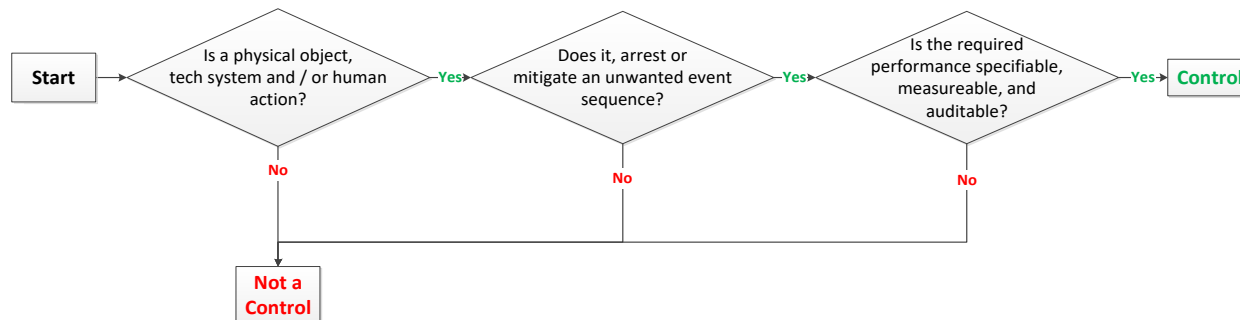 Start
Is a physical object,
tech system and / or human
action?
Yes
Does it, arrest or
mitigate an unwanted event
sequence?
Yes
Is the required
performance specifiable,
measureable, and
auditable?
Yes
Control
No
No
No
Not a
Control